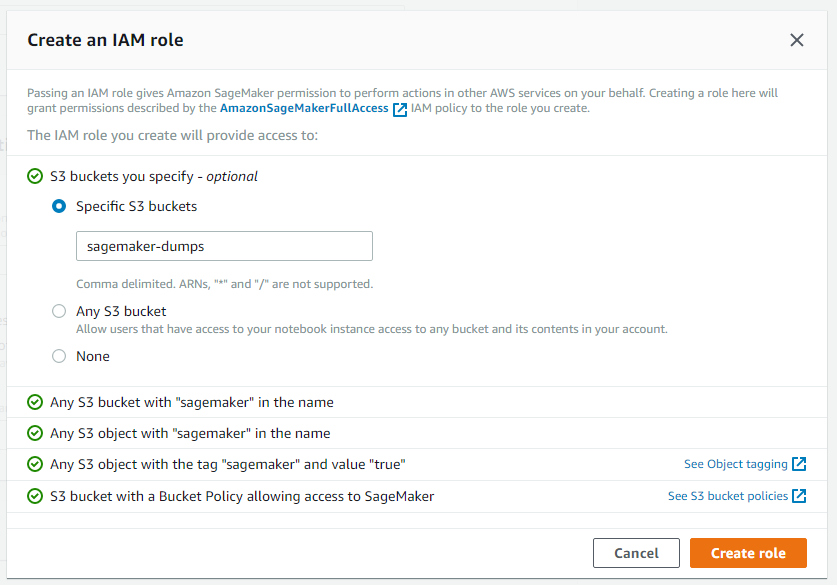 Create an IAM role
Passing an IAM role gives Amazon SageMaker permission to perform actions in other AWS services on your behalf. Creating a role here will
grant permissions described by the AmazonSageMakerFullAccess IAM policy to the role you create.
The IAM role you create will provide access to:
S3 buckets you specify - optional
Specific S3 buckets
sagemaker-dumps
Comma delimited. ARNs, "*" and "/" are not supported.
Any S3 bucket
Allow users that have access to your notebook instance access to any bucket and its contents in your account.
None
Any S3 bucket with "sagemaker" in the name
Any S3 object with "sagemaker" in the name
Any S3 object with the tag "sagemaker" and value "true" See Object tagging
S3 bucket with a Bucket Policy allowing access to SageMaker See S3 bucket policies
Cancel Create role